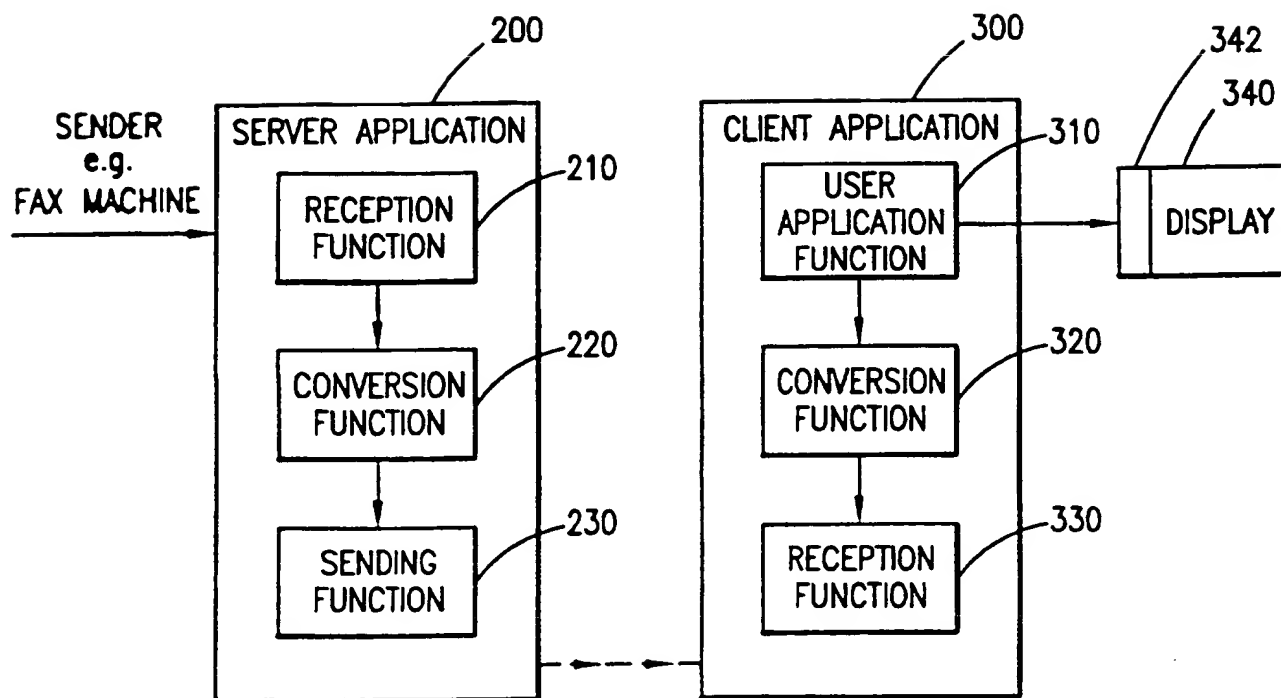 200
300
342
340
SENDER
e.g.
FAX MACHINE
SERVER APPLICATION
210
RECEPTION
FUNCTION
220
CONVERSION
FUNCTION
230
SENDING
FUNCTION
CLIENT APPLICATION
310
USER
APPLICATION
FUNCTION
DISPLAY
320
CONVERSION
FUNCTION
330
RECEPTION
FUNCTION